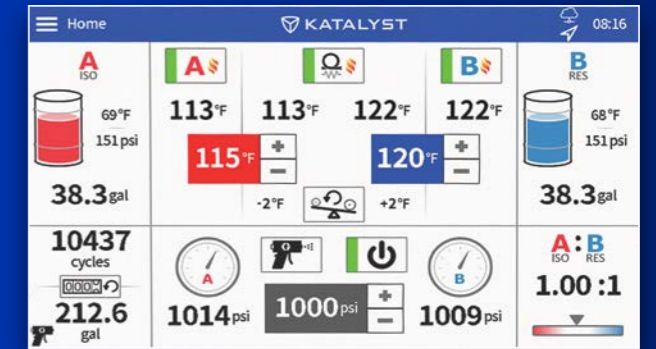 Home
KATALYST
08:16
A
ISO
69°F
151 psi
38.3 gal
A
B
113°F
113°F
122°F
122°F
115°F
+
-
120°F
+
-
-2°F
+2°F
B
RES
68°F
151 psi
38.3 gal
10437
cycles
212.6
gal
A
1014 psi
1000 psi
+
-
B
1009 psi
A : B
ISO RES
1.00 :1